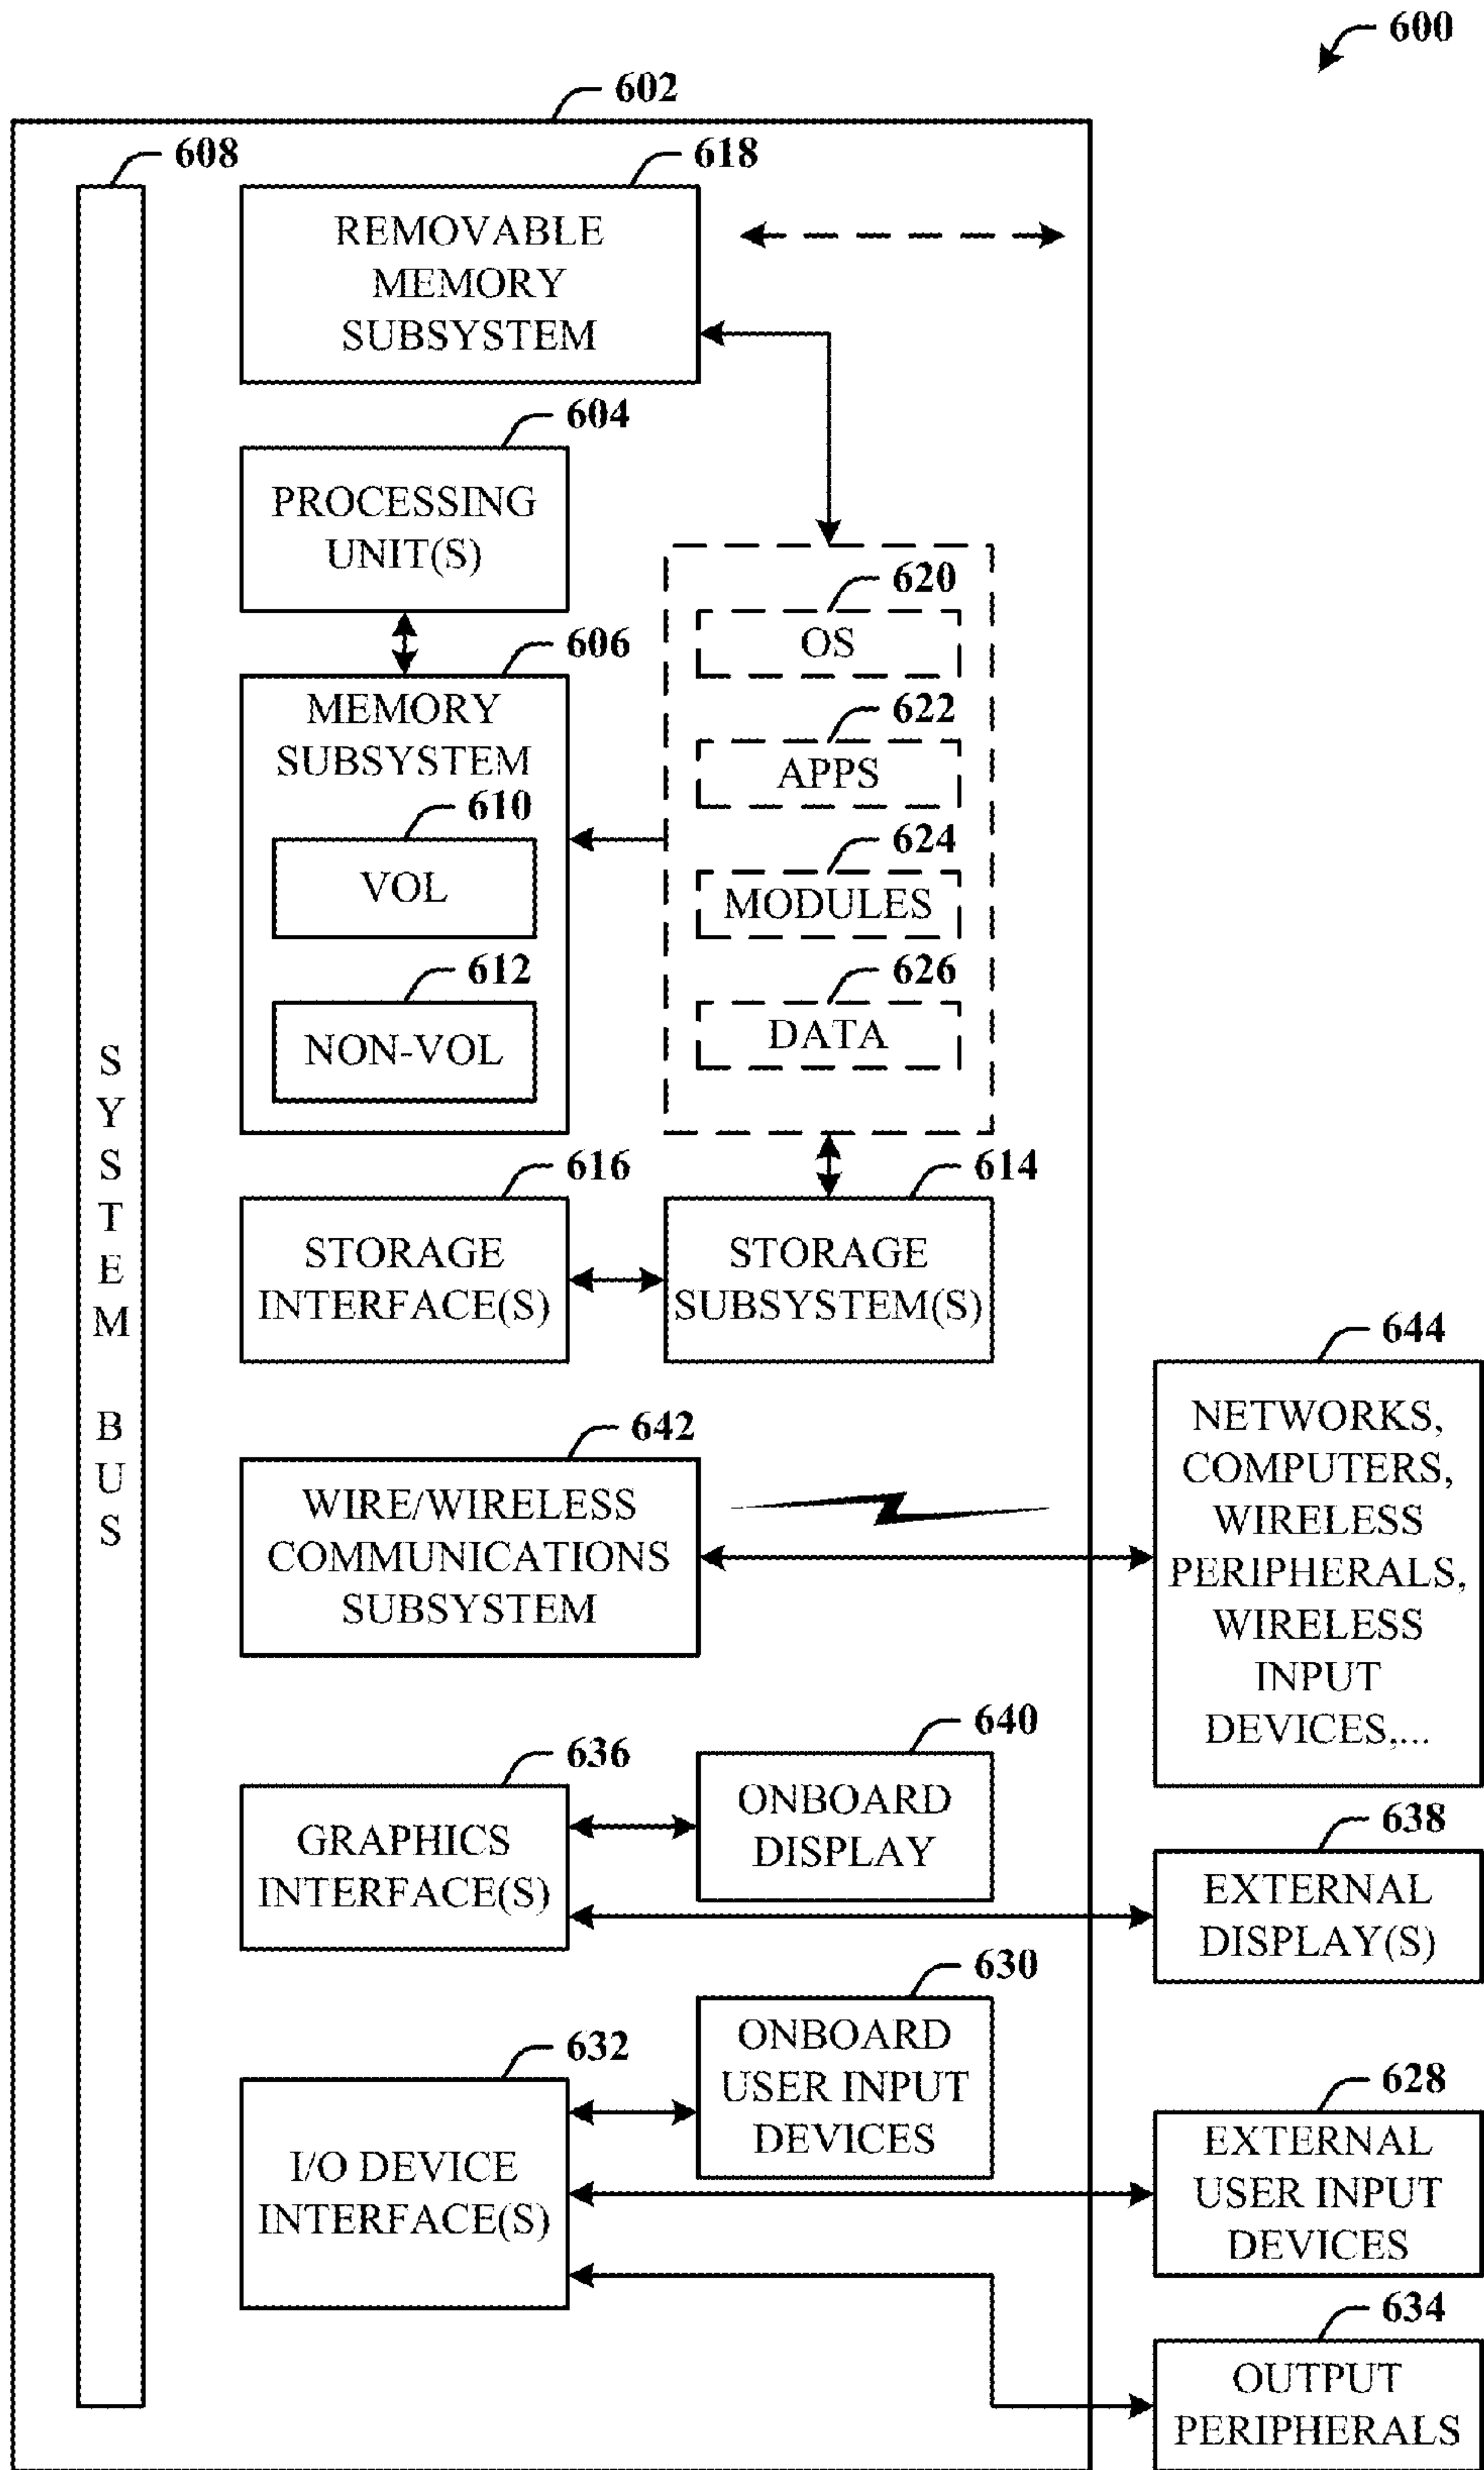 600
602
608
618
REMOVABLE
MEMORY
SUBSYSTEM
604
PROCESSING
UNIT(S)
606
MEMORY
SUBSYSTEM
610
VOL
612
NON-VOL
620
OS
622
APPS
624
MODULES
626
DATA
616
STORAGE
INTERFACE(S)
614
STORAGE
SUBSYSTEM(S)
SYSTEM BUS
642
WIRE/WIRELESS
COMMUNICATIONS
SUBSYSTEM
644
NETWORKS,
COMPUTERS,
WIRELESS
PERIPHERALS,
WIRELESS
INPUT
DEVICES,...
636
GRAPHICS
INTERFACE(S)
640
ONBOARD
DISPLAY
638
EXTERNAL
DISPLAY(S)
632
I/O DEVICE
INTERFACE(S)
630
ONBOARD
USER INPUT
DEVICES
628
EXTERNAL
USER INPUT
DEVICES
634
OUTPUT
PERIPHERALS